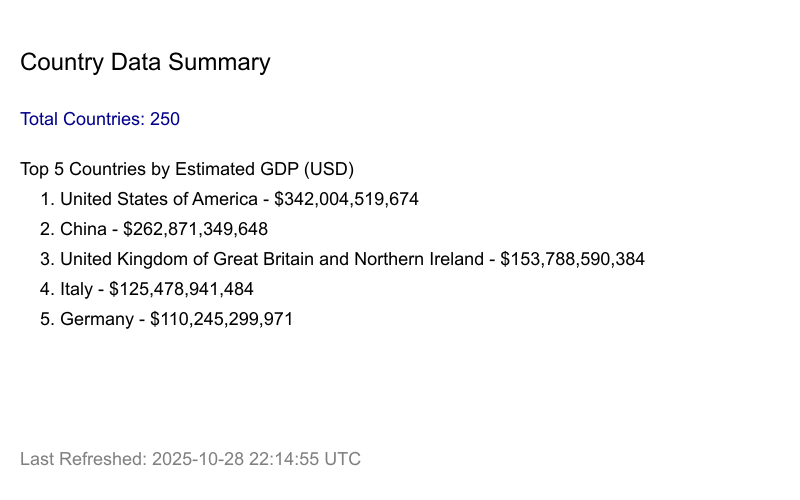 Country Data Summary
Total Countries: 250
Top 5 Countries by Estimated GDP (USD)
1. United States of America - $342,004,519,674
2. China - $262,871,349,648
3. United Kingdom of Great Britain and Northern Ireland - $153,788,590,384
4. Italy - $125,478,941,484
5. Germany - $110,245,299,971
Last Refreshed: 2025-10-28 22:14:55 UTC